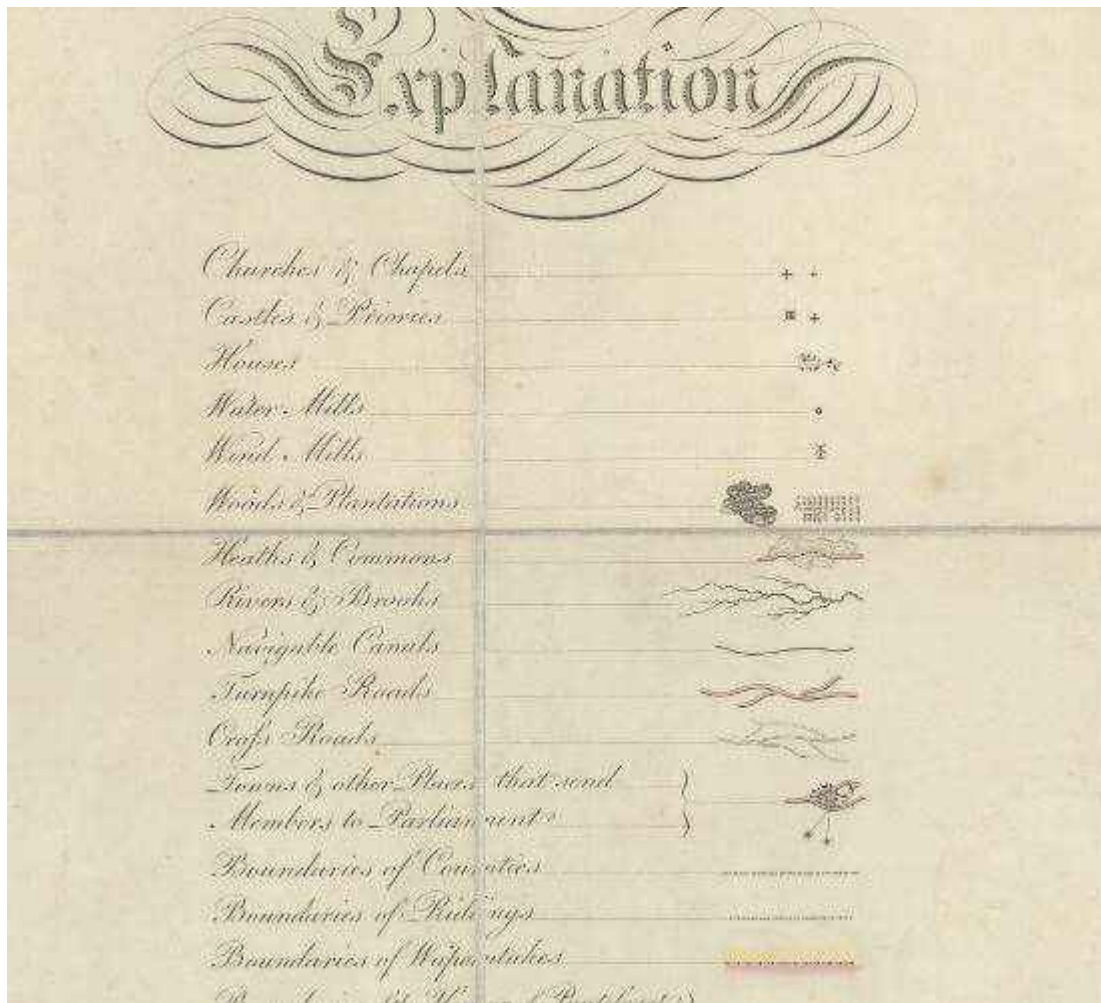 Explanation
Churches & Chapels
Castles & Priories
Houses
Water Mills
Wind Mills
Woods & Plantations
Heaths & Commons
Rivers & Brooks
Navigable Canals
Turnpike Roads
Croſs Roads
Towns & other Places that send
Members to Parliament
Boundaries of Counties
Boundaries of Ridings
Boundaries of Wapentakes